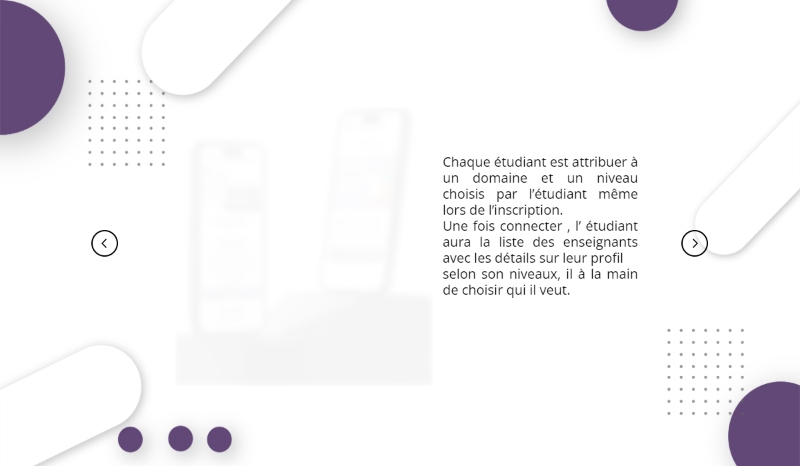 Chaque étudiant est attribuer à
un domaine et un niveau
choisis par l'étudiant même
lors de l'inscription.
Une fois connecter , l' étudiant
aura la liste des enseignants
avec les détails sur leur profil
selon son niveaux, il à la main
de choisir qui il veut.